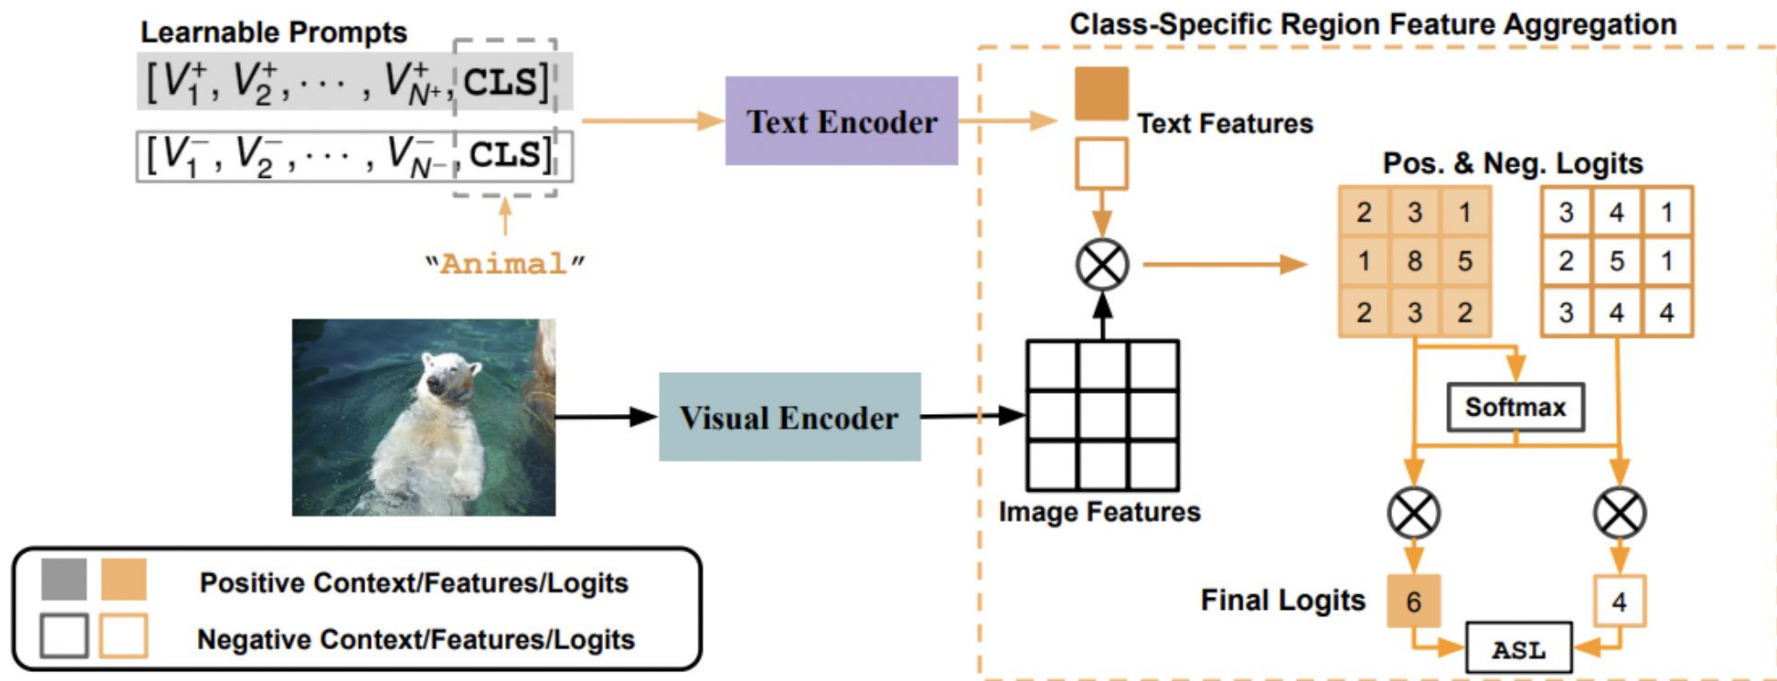 Class-Specific Region Feature Aggregation
Learnable Prompts
[V₁⁺, V₂⁺, ⋯ , V_N⁺⁺, CLS]
[V₁⁻, V₂⁻, ⋯ , V_N⁻⁻, CLS]
"Animal"
Text Encoder
Text Features
Pos. & Neg. Logits
2 3 1
1 8 5
2 3 2
3 4 1
2 5 1
3 4 4
Softmax
Visual Encoder
Image Features
Final Logits
6
4
ASL
Positive Context/Features/Logits
Negative Context/Features/Logits